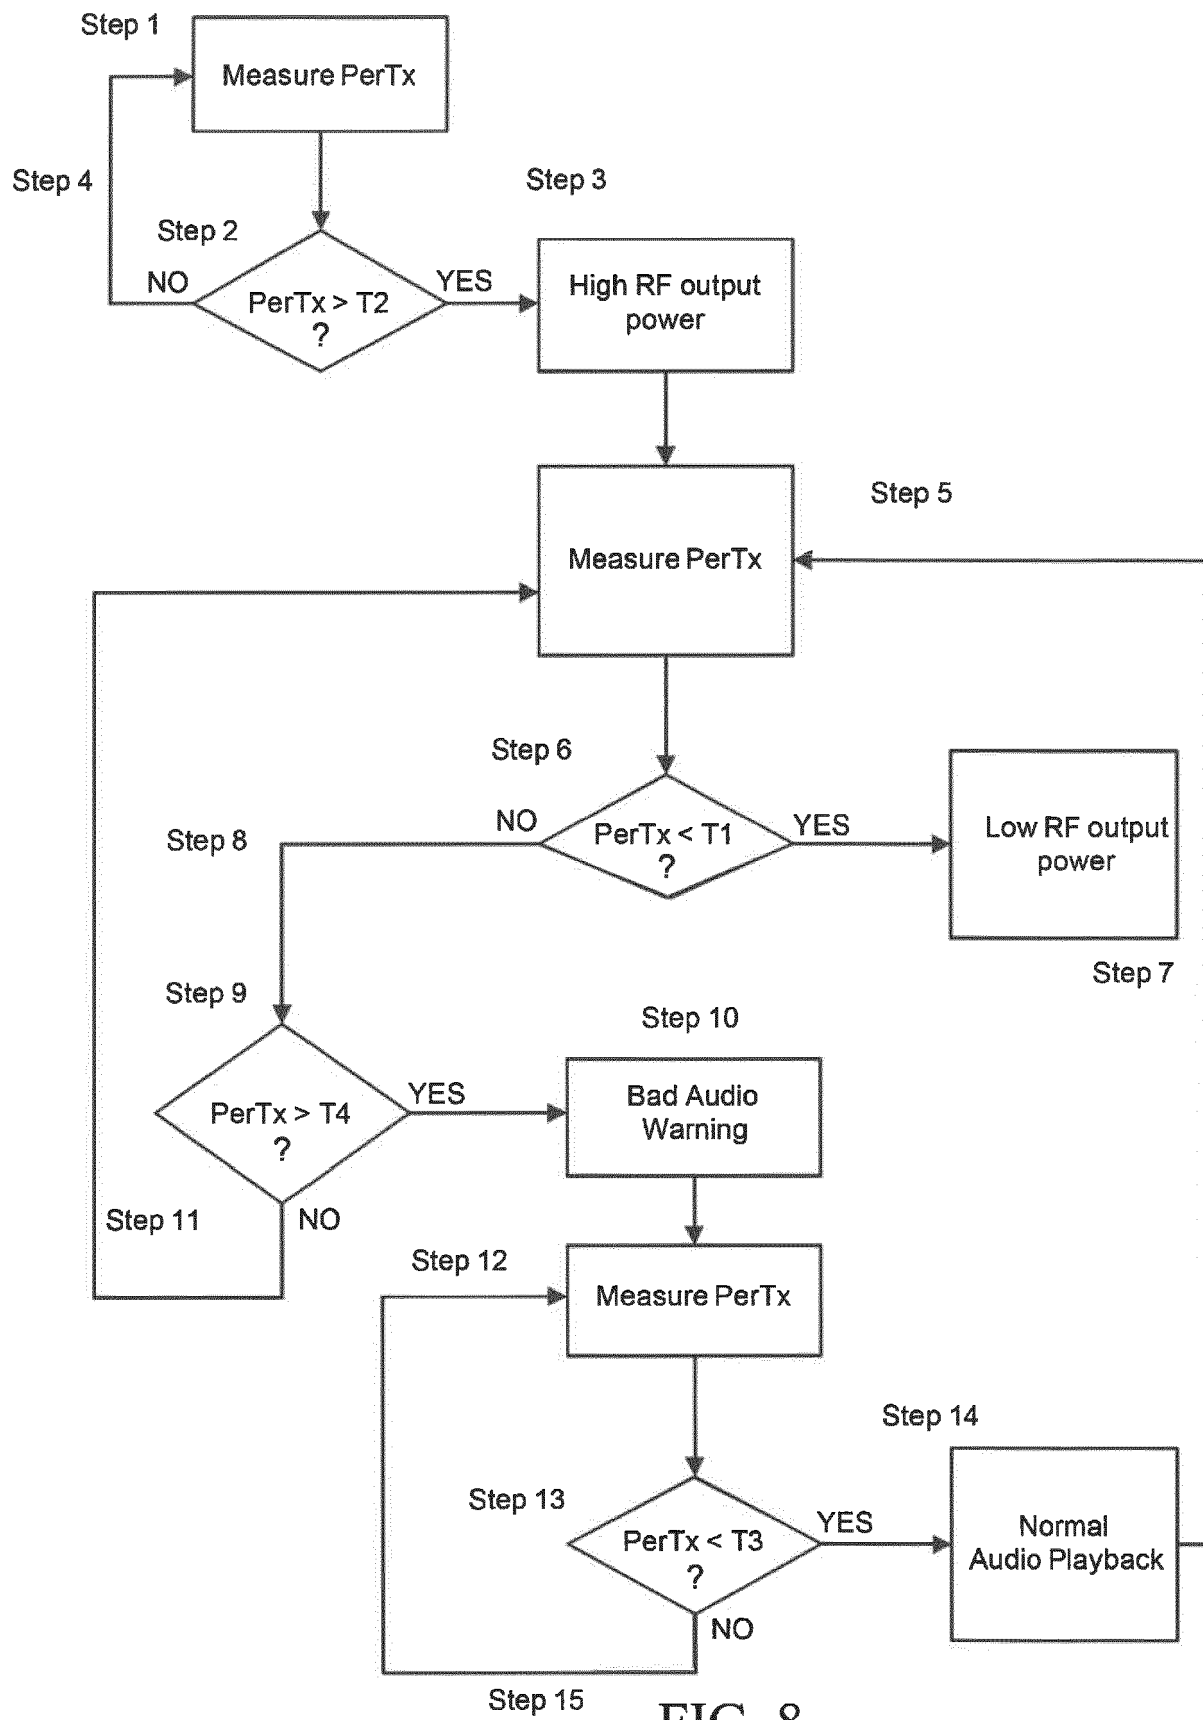 Step 1
Measure PerTx
Step 4
Step 3
Step 2
NO
YES
PerTx > T2
?
High RF output
power
Step 5
Measure PerTx
Step 6
NO
YES
PerTx < T1
?
Low RF output
power
Step 8
Step 7
Step 9
Step 10
YES
PerTx > T4
?
Bad Audio
Warning
Step 11
NO
Step 12
Measure PerTx
Step 14
Step 13
YES
PerTx < T3
?
Normal
Audio Playback
NO
Step 15
FIG. 8